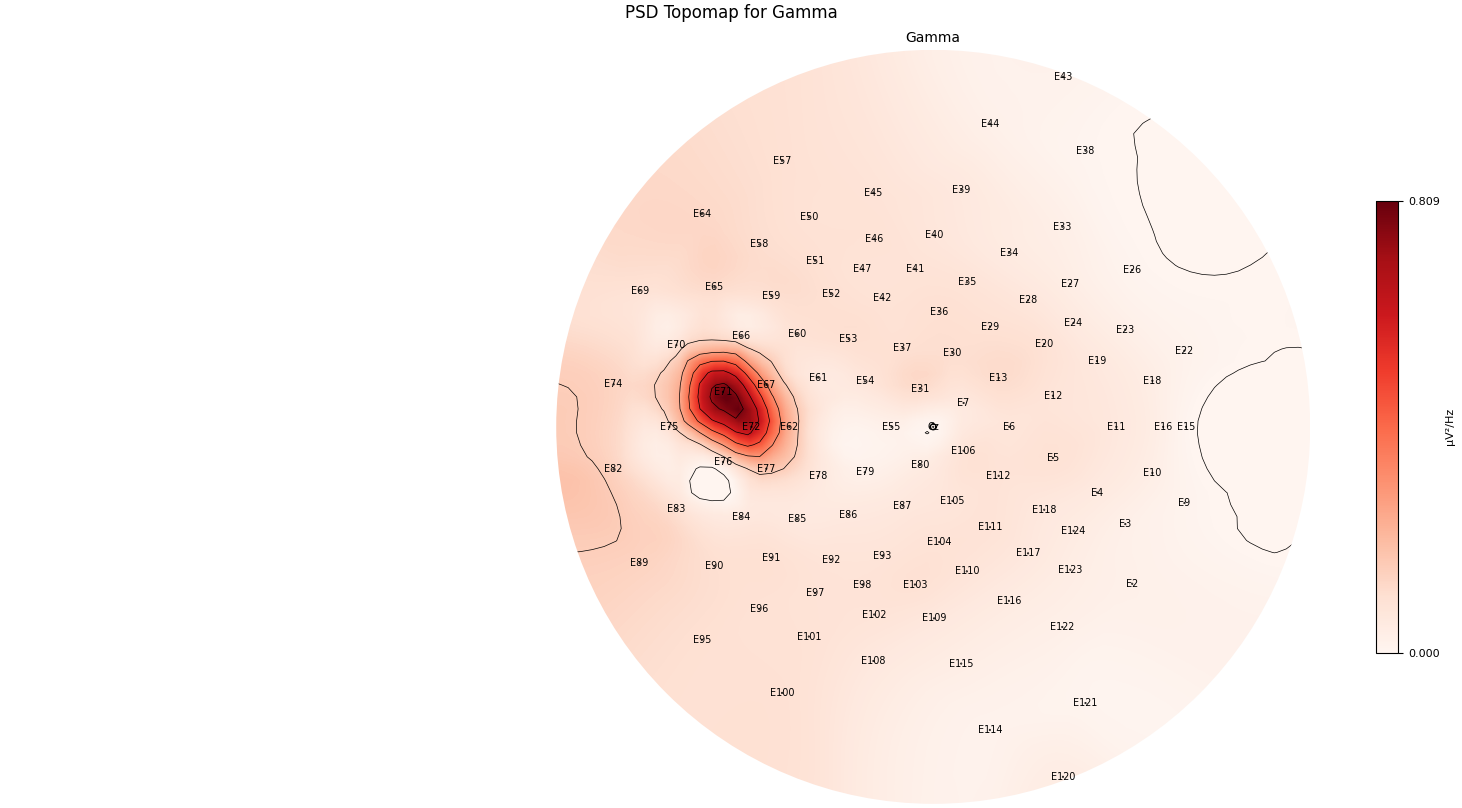 PSD Topomap for Gamma
Gamma
E43
E44
E38
E57
E45 E39
E64 E50 E33
E58 E46 E40
E51 E47 E41 E34
E26
E69 E65 E59 E52 E42 E35 E28 E27
E36
E70 E66 E60 E53 E29 E24 E23
E37 E30 E20 E22
E74 E71 E67 E61 E54 E31 E13 E19 E18
E7 E12
E75 E72 E62 E55 Cz E6 E11 E16 E15
E82 E76 E77 E78 E79 E80 E106 E112 E5 E10
E83 E84 E85 E86 E87 E105 E118 E4 E9
E111 E124 E3
E89 E90 E91 E92 E93 E104 E117
E97 E98 E103 E110 E123 E2
E96 E102 E109 E116
E95 E101 E122
E108 E115
E100 E121
E114
E120
0.809
µV²/Hz
0.000